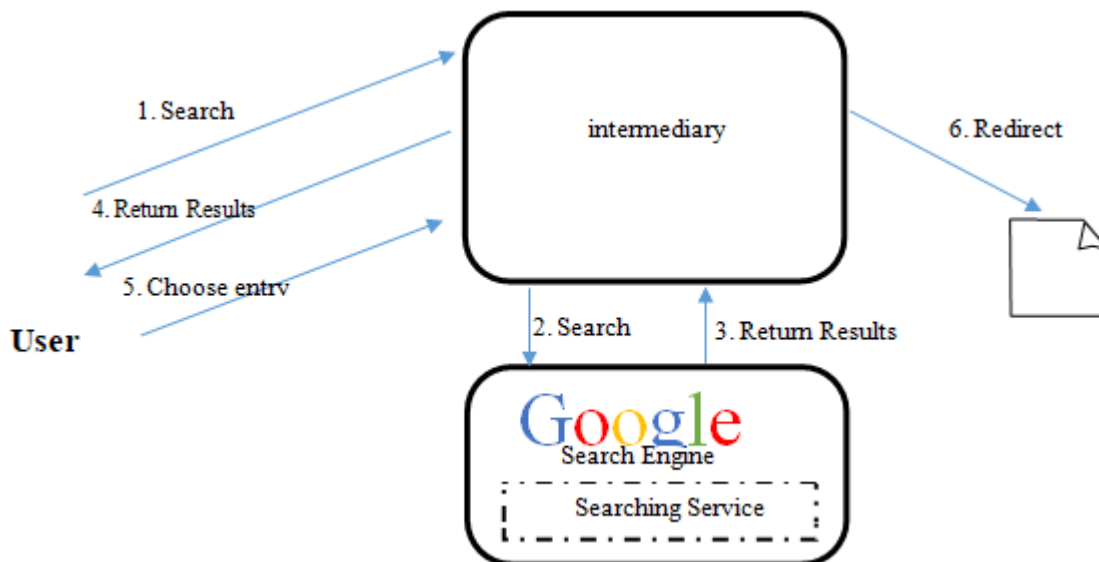 1. Search
intermediary
6. Redirect
4. Return Results
5. Choose entry
User
2. Search
3. Return Results
Google
Search Engine
Searching Service